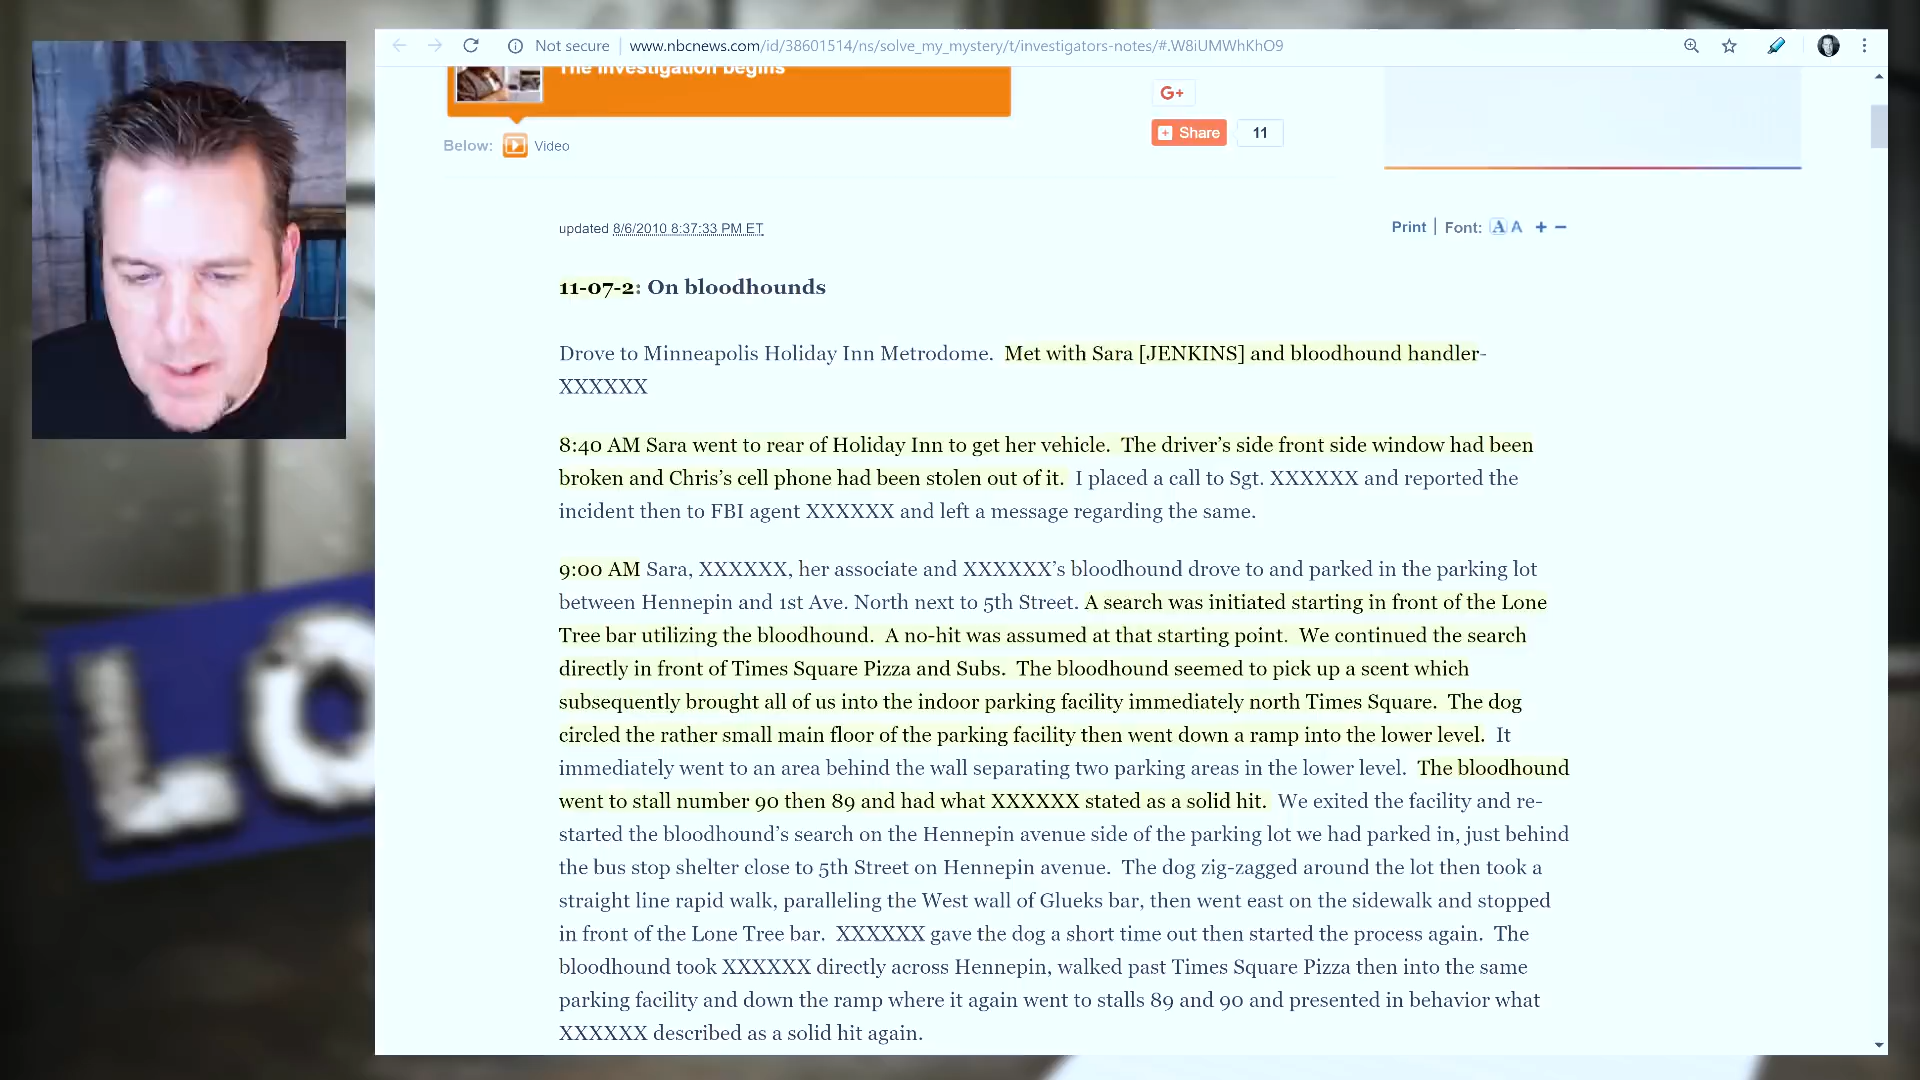 Not secure www.nbcnews.com/id/38601514/ns/solve_my_mystery/t/investigators-notes/#.W8iUMWhKhO9
The investigation begins
G+
Share 11
Below: Video
updated 8/6/2010 8:37:33 PM ET
Print | Font: A A + −
11-07-2: On bloodhounds
Drove to Minneapolis Holiday Inn Metrodome. Met with Sara [JENKINS] and bloodhound handler-
XXXXXX
8:40 AM Sara went to rear of Holiday Inn to get her vehicle. The driver's side front side window had been
broken and Chris's cell phone had been stolen out of it. I placed a call to Sgt. XXXXXX and reported the
incident then to FBI agent XXXXXX and left a message regarding the same.
9:00 AM Sara, XXXXXX, her associate and XXXXXX's bloodhound drove to and parked in the parking lot
between Hennepin and 1st Ave. North next to 5th Street. A search was initiated starting in front of the Lone
Tree bar utilizing the bloodhound. A no-hit was assumed at that starting point. We continued the search
directly in front of Times Square Pizza and Subs. The bloodhound seemed to pick up a scent which
subsequently brought all of us into the indoor parking facility immediately north Times Square. The dog
circled the rather small main floor of the parking facility then went down a ramp into the lower level. It
immediately went to an area behind the wall separating two parking areas in the lower level. The bloodhound
went to stall number 90 then 89 and had what XXXXXX stated as a solid hit. We exited the facility and re-
started the bloodhound's search on the Hennepin avenue side of the parking lot we had parked in, just behind
the bus stop shelter close to 5th Street on Hennepin avenue. The dog zig-zagged around the lot then took a
straight line rapid walk, paralleling the West wall of Glueks bar, then went east on the sidewalk and stopped
in front of the Lone Tree bar. XXXXXX gave the dog a short time out then started the process again. The
bloodhound took XXXXXX directly across Hennepin, walked past Times Square Pizza then into the same
parking facility and down the ramp where it again went to stalls 89 and 90 and presented in behavior what
XXXXXX described as a solid hit again.
LO